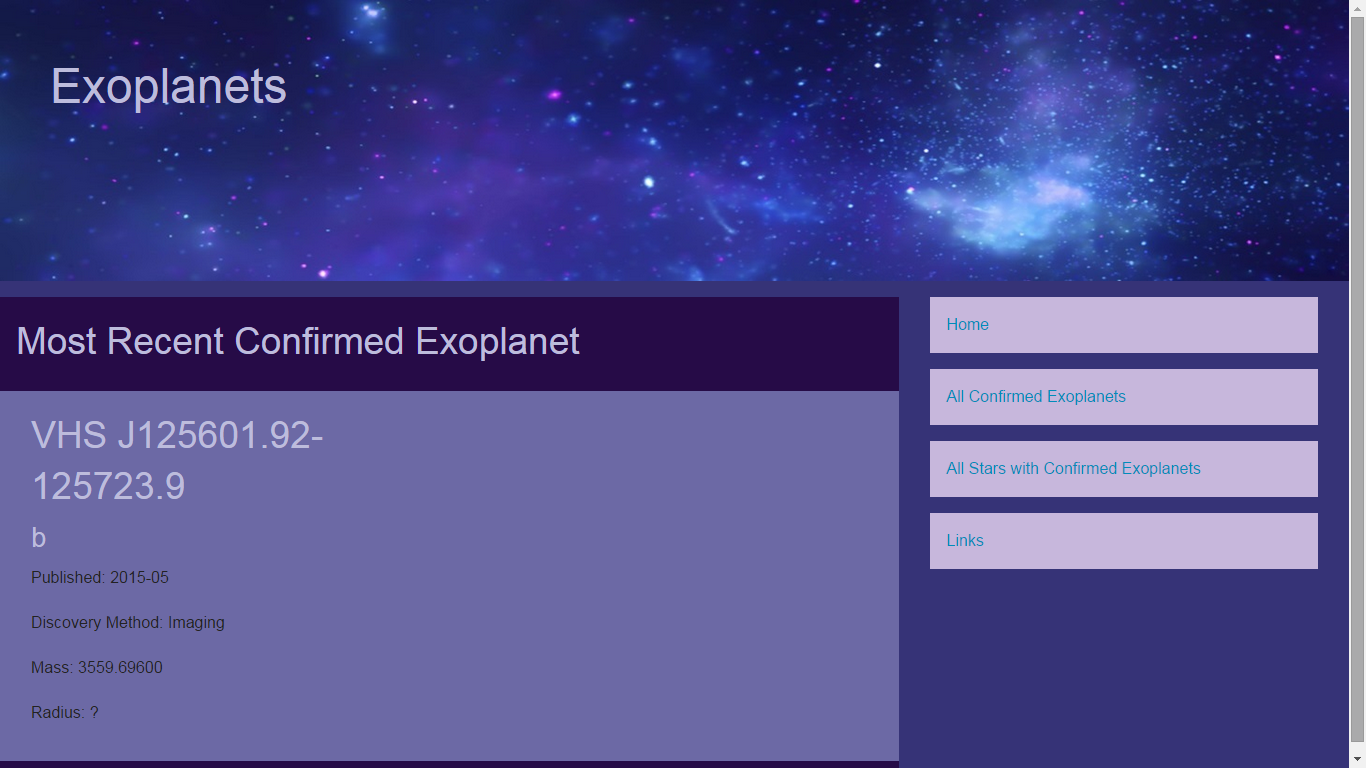 Exoplanets
Most Recent Confirmed Exoplanet
VHS J125601.92-
125723.9
b
Published: 2015-05
Discovery Method: Imaging
Mass: 3559.69600
Radius: ?
Home
All Confirmed Exoplanets
All Stars with Confirmed Exoplanets
Links